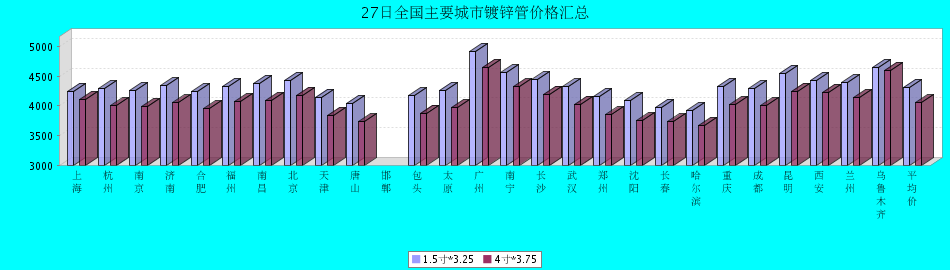 27日全国主要城市镀锌管价格汇总
5000
4500
4000
3500
3000
上海 杭州 南京 济南 合肥 福州 南昌 北京 天津 唐山 邯郸 包头 太原 广州 南宁 长沙 武汉 郑州 沈阳 长春 哈尔滨 重庆 成都 昆明 西安 兰州 乌鲁木齐 平均价
1.5寸*3.25 4寸*3.75